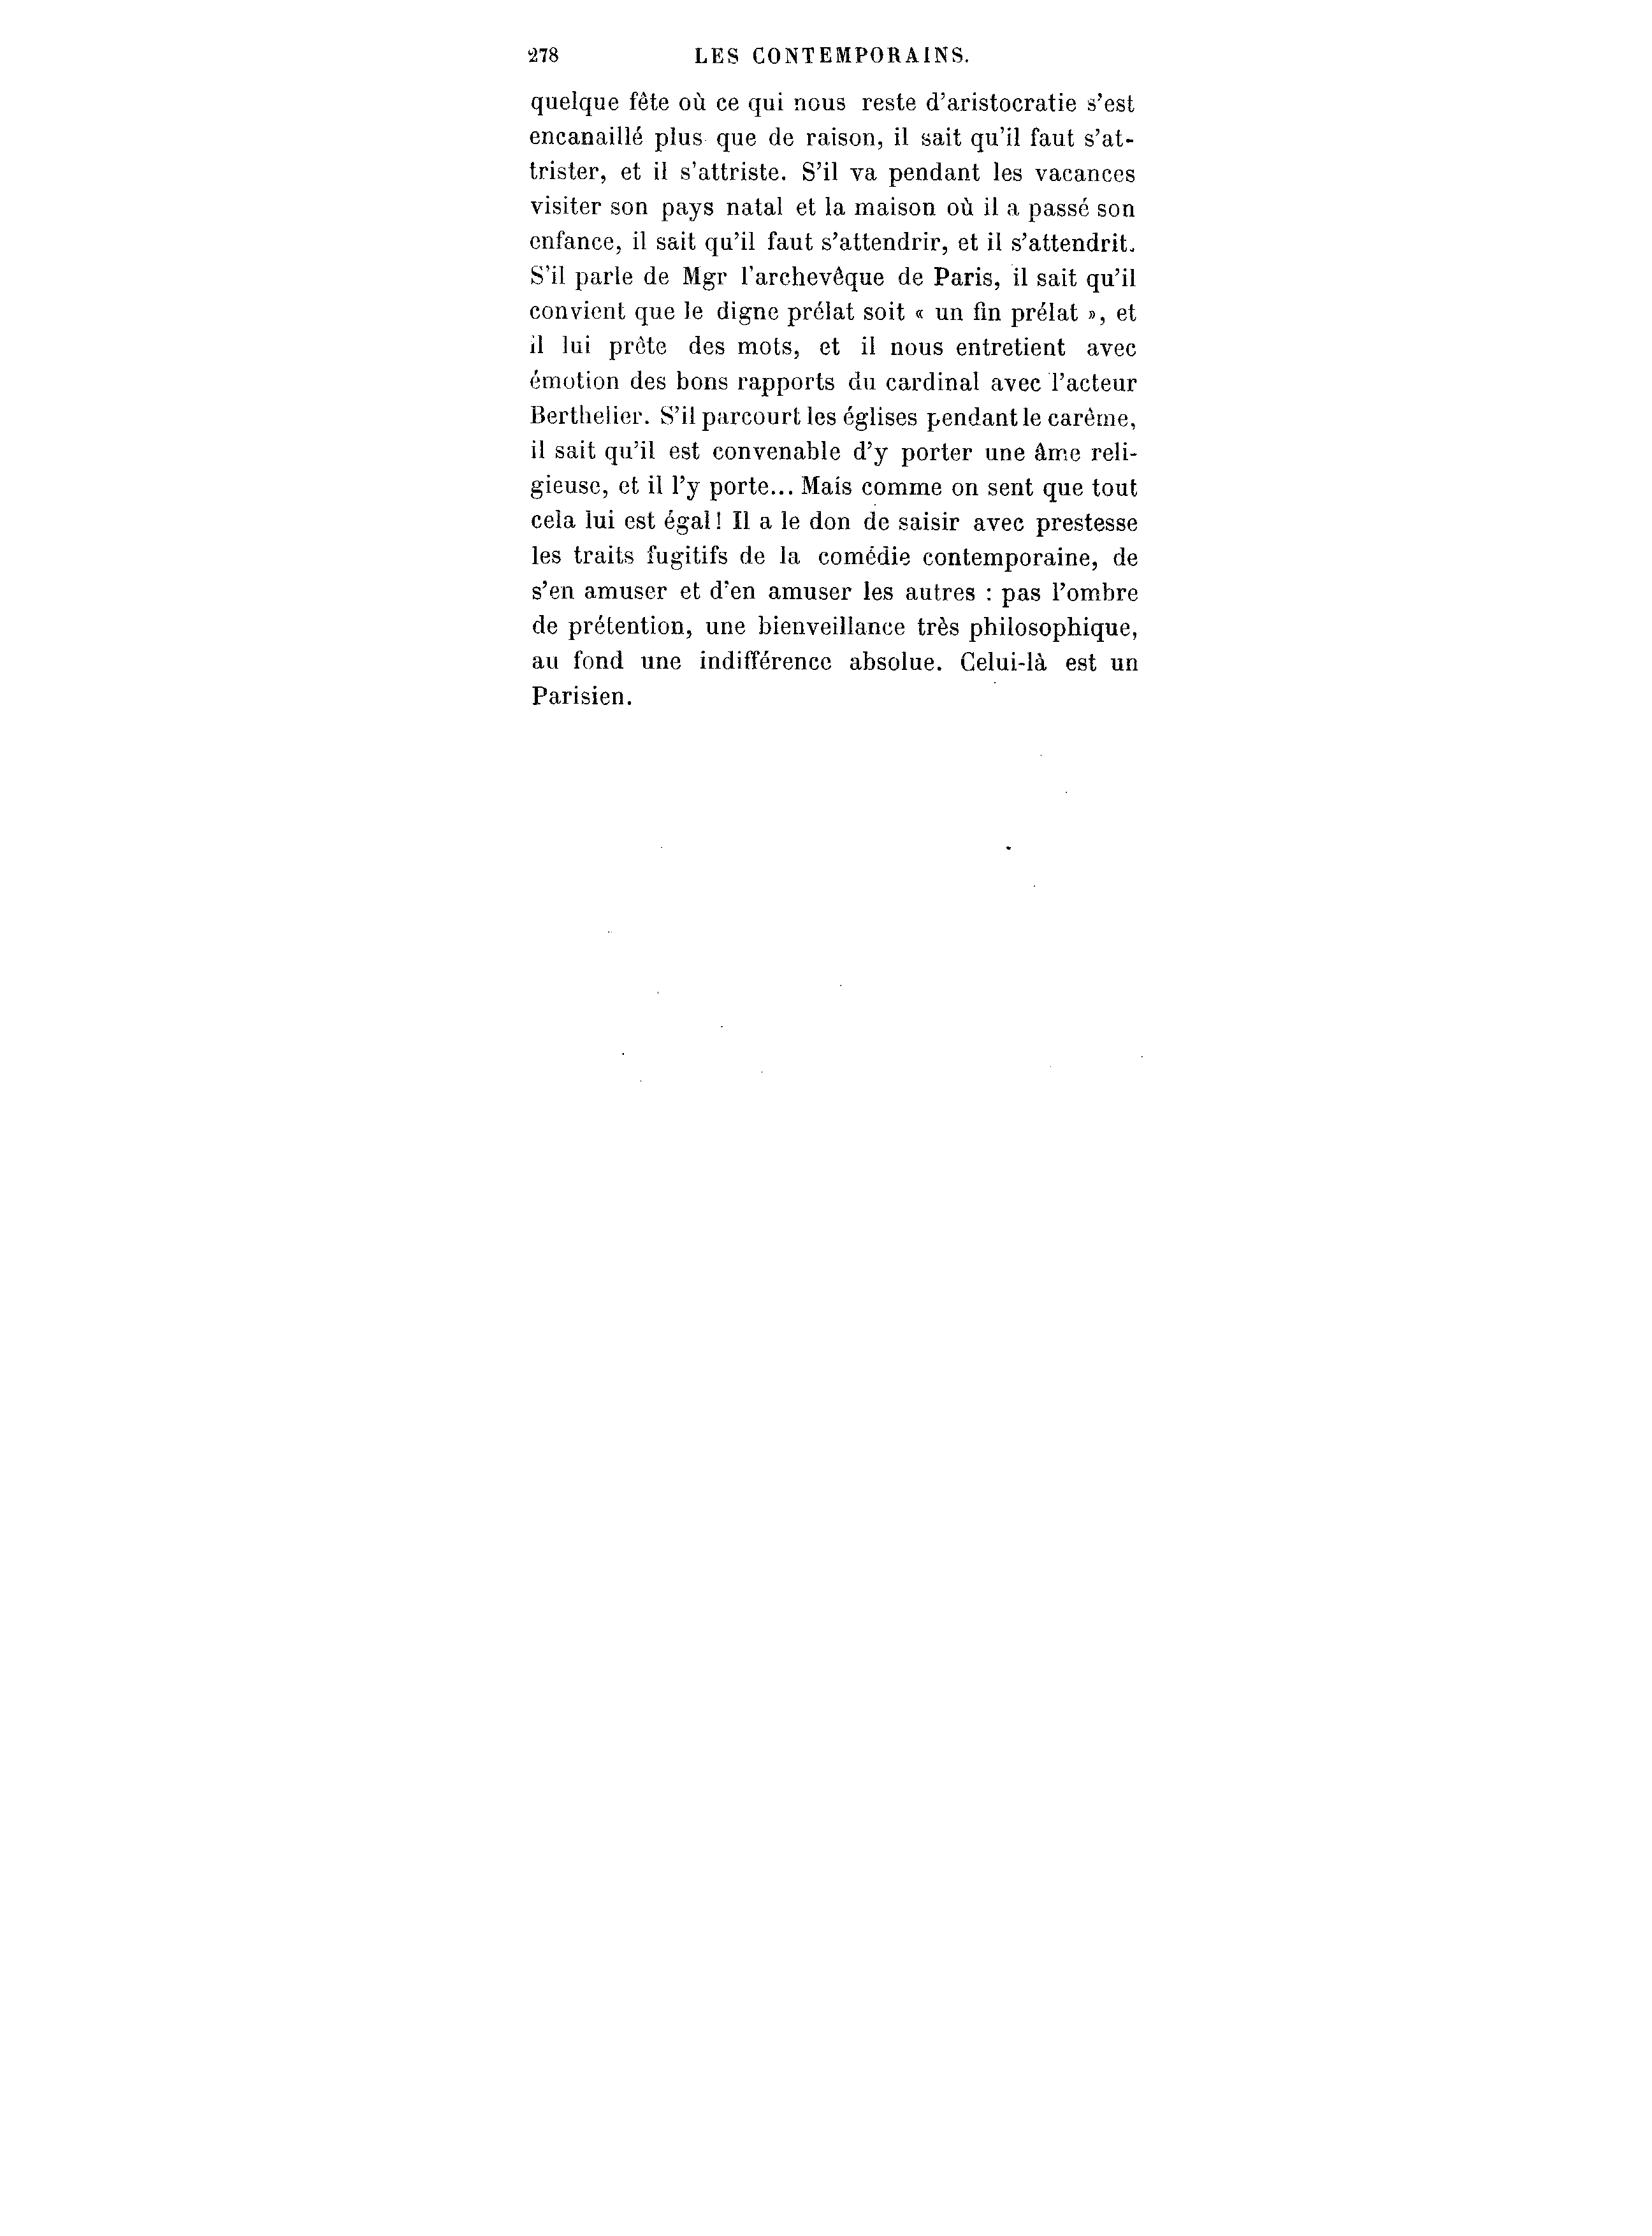 278 LES CONTEMPORAINS.
quelque fête où ce qui nous reste d'aristocratie s'est
encanaillé plus que de raison, il sait qu'il faut s'at-
trister, et il s'attriste. S'il va pendant les vacances
visiter son pays natal et la maison où il a passé son
enfance, il sait qu'il faut s'attendrir, et il s'attendrit.
S'il parle de Mgr l'archevêque de Paris, il sait qu'il
convient que le digne prélat soit « un fin prélat », et
il lui prête des mots, et il nous entretient avec
émotion des bons rapports du cardinal avec l'acteur
Berthelier. S'il parcourt les églises pendant le carême,
il sait qu'il est convenable d'y porter une âme reli-
gieuse, et il l'y porte... Mais comme on sent que tout
cela lui est égal! Il a le don de saisir avec prestesse
les traits fugitifs de la comédie contemporaine, de
s'en amuser et d'en amuser les autres : pas l'ombre
de prétention, une bienveillance très philosophique,
au fond une indifférence absolue. Celui-là est un
Parisien.